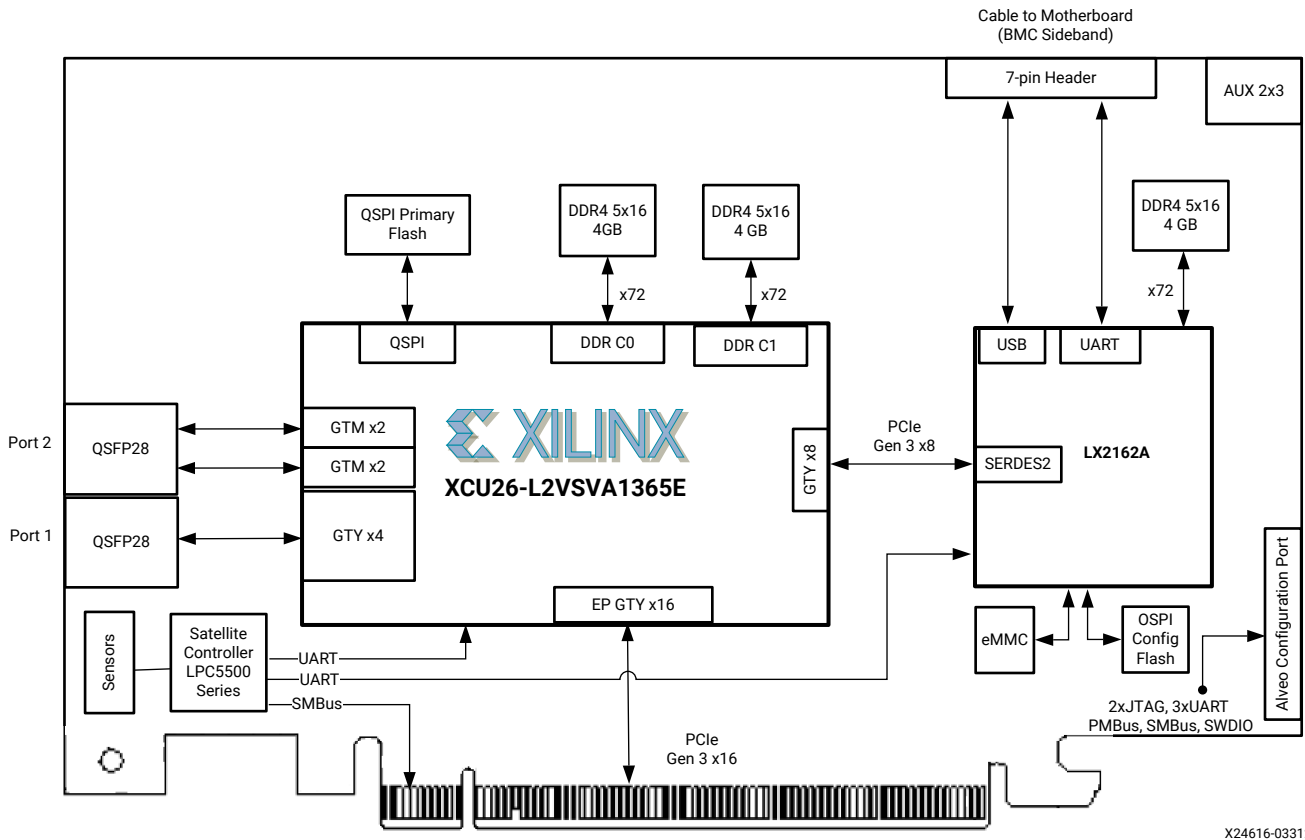 Cable to Motherboard
(BMC Sideband)
7-pin Header
AUX 2x3
QSPI Primary
Flash
DDR4 5x16
4GB
DDR4 5x16
4 GB
DDR4 5x16
4 GB
x72
x72
x72
QSPI
DDR C0
DDR C1
USB
UART
Port 2
QSFP28
GTM x2
GTM x2
XILINX
XCU26-L2VSVA1365E
GTY x8
PCIe
Gen 3 x8
SERDES2
LX2162A
Port 1
QSFP28
GTY x4
EP GTY x16
Sensors
Satellite
Controller
LPC5500
Series
UART
UART
SMBus
eMMC
OSPI
Config
Flash
Alveo Configuration Port
2xJTAG, 3xUART
PMBus, SMBus, SWDIO
PCIe
Gen 3 x16
X24616-0331